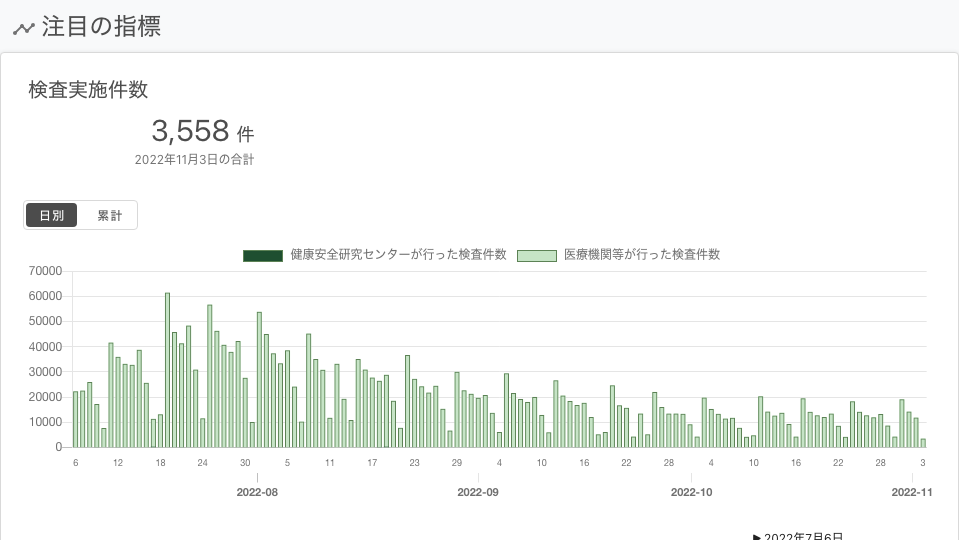 注目の指標
検査実施件数
3,558 件
2022年11月3日の合計
日別 累計
健康安全研究センターが行った検査件数 医療機関等が行った検査件数
70000
60000
50000
40000
30000
20000
10000
0
6 12 18 24 30 5 11 17 23 29 4 10 16 22 28 4 10 16 22 28 3
2022-08 2022-09 2022-10 2022-11
▶ 2022年7月6日